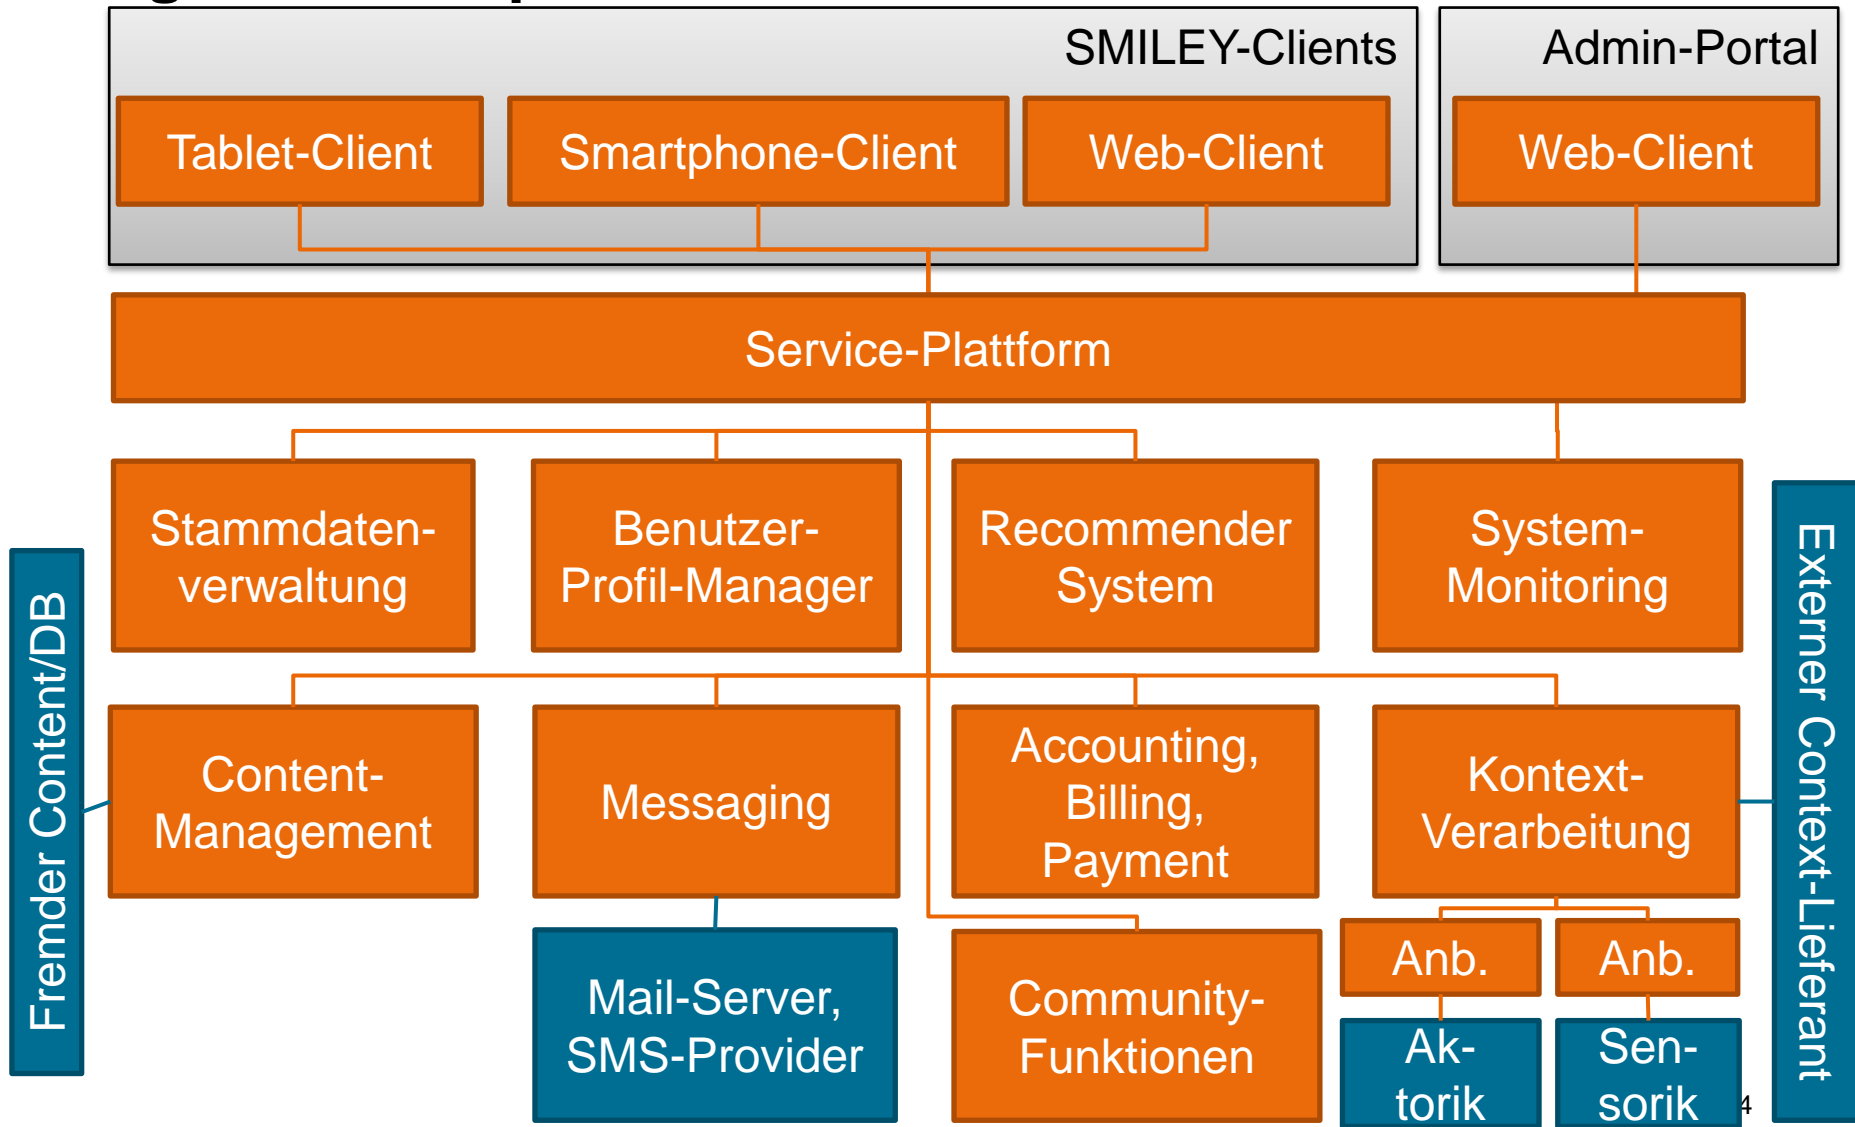 SMILEY-Clients
Admin-Portal
Tablet-Client
Smartphone-Client
Web-Client
Web-Client
Service-Plattform
Stammdaten-
verwaltung
Benutzer-
Profil-Manager
Recommender
System
System-
Monitoring
Fremder Content/DB
Externer Context-Lieferant
Content-
Management
Messaging
Accounting,
Billing,
Payment
Kontext-
Verarbeitung
Mail-Server,
SMS-Provider
Community-
Funktionen
Anb.
Anb.
Ak-
torik
Sen-
sorik
4